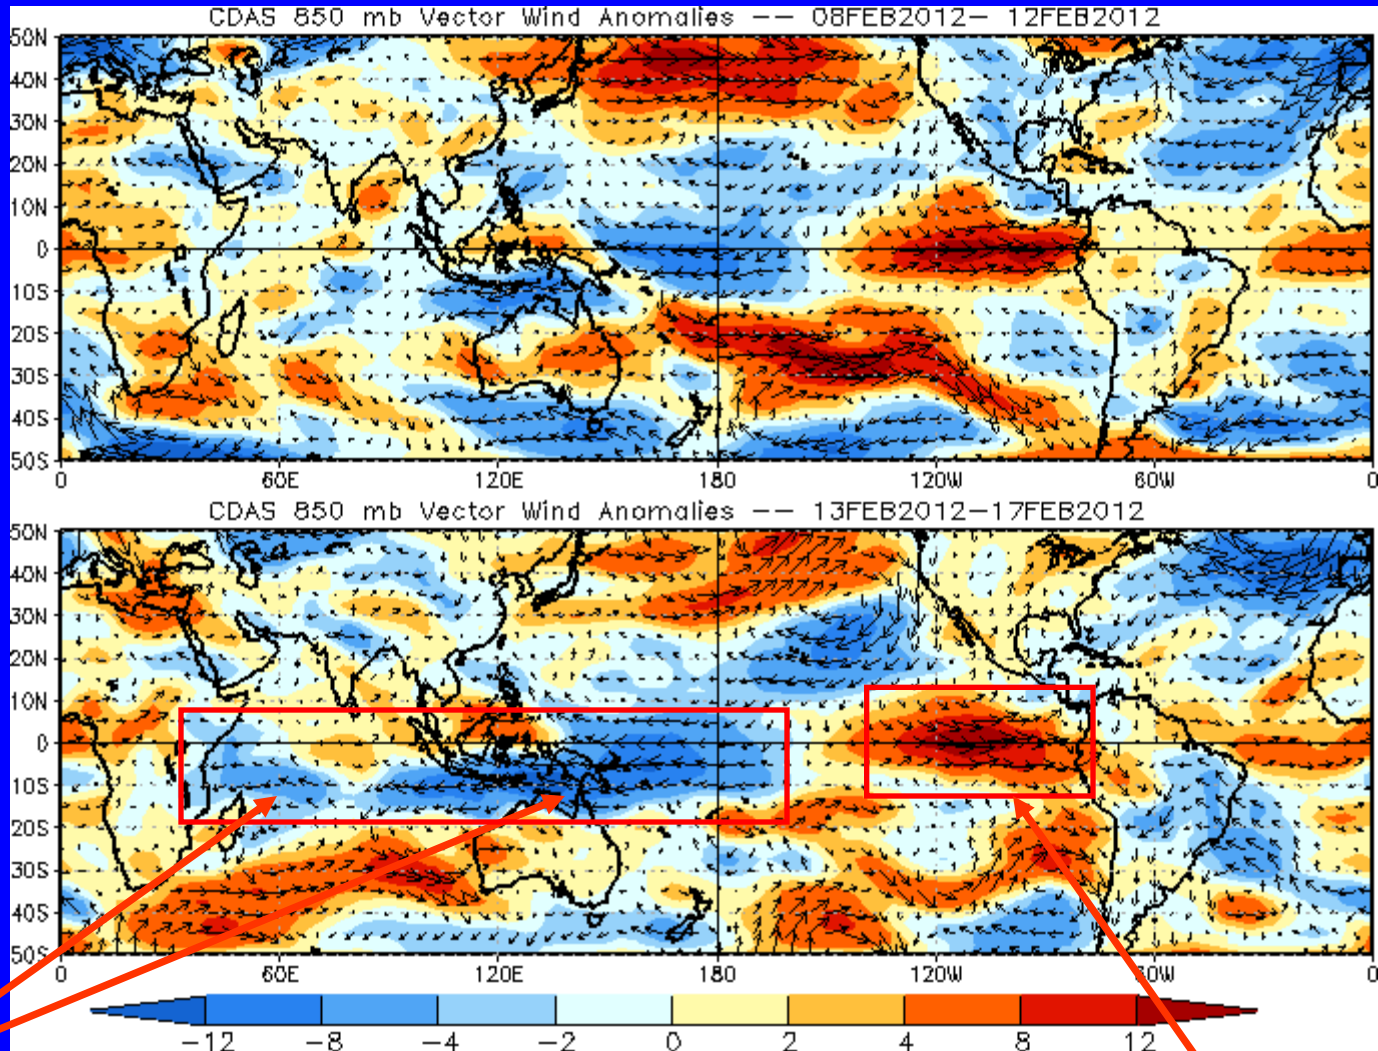 CDAS 850 mb Vector Wind Anomalies -- 08FEB2012- 12FEB2012
50N
40N
30N
20N
10N
0
10S
20S
30S
40S
50S
0 60E 120E 180 120W 60W 0
CDAS 850 mb Vector Wind Anomalies -- 13FEB2012-17FEB2012
50N
40N
30N
20N
10N
0
10S
20S
30S
40S
50S
0 60E 120E 180 120W 60W 0
-12 -8 -4 -2 0 2 4 8 12